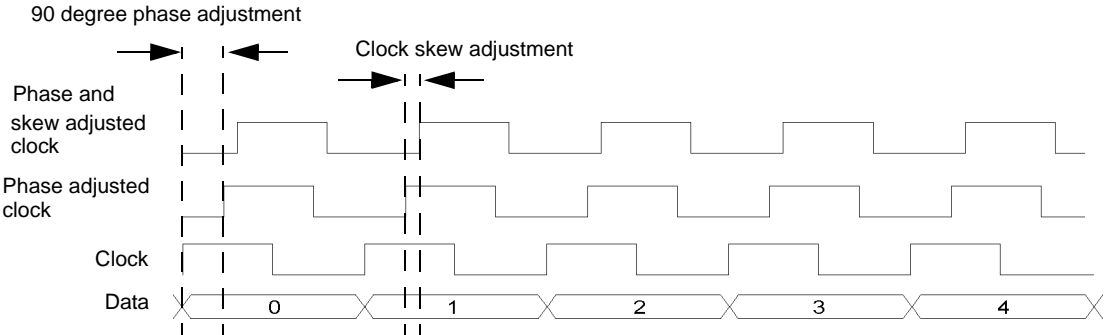 90 degree phase adjustment
Clock skew adjustment
Phase and
skew adjusted
clock
Phase adjusted
clock
Clock
Data
0
1
2
3
4